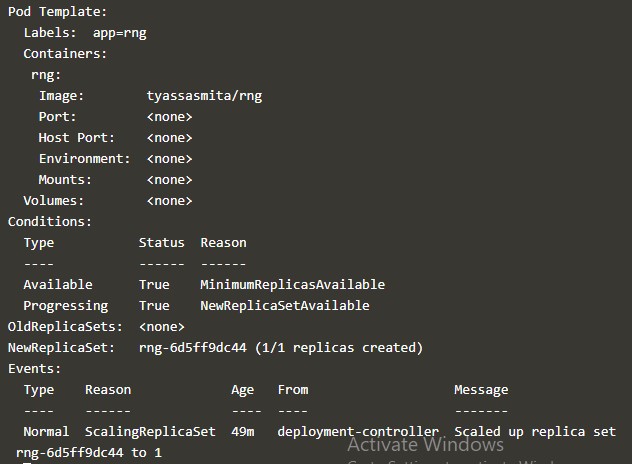 Pod Template:
Labels: app=rng
Containers:
rng:
Image: tyassasmita/rng
Port: <none>
Host Port: <none>
Environment: <none>
Mounts: <none>
Volumes: <none>
Conditions:
Type Status Reason
---- ------ ------
Available True MinimumReplicasAvailable
Progressing True NewReplicaSetAvailable
OldReplicaSets: <none>
NewReplicaSet: rng-6d5ff9dc44 (1/1 replicas created)
Events:
Type Reason Age From Message
---- ------ ---- ---- -------
Normal ScalingReplicaSet 49m deployment-controller Scaled up replica set
rng-6d5ff9dc44 to 1
Activate Windows